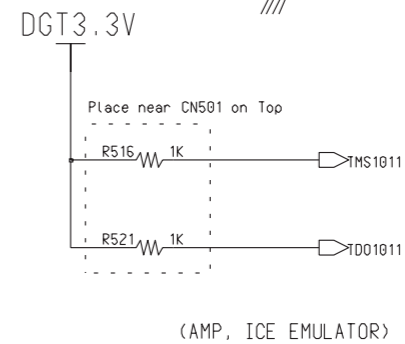 DGT3.3V
Place near CN501 on Top
R516 1K TMS1011
R521 1K TDO1011
(AMP, ICE EMULATOR)